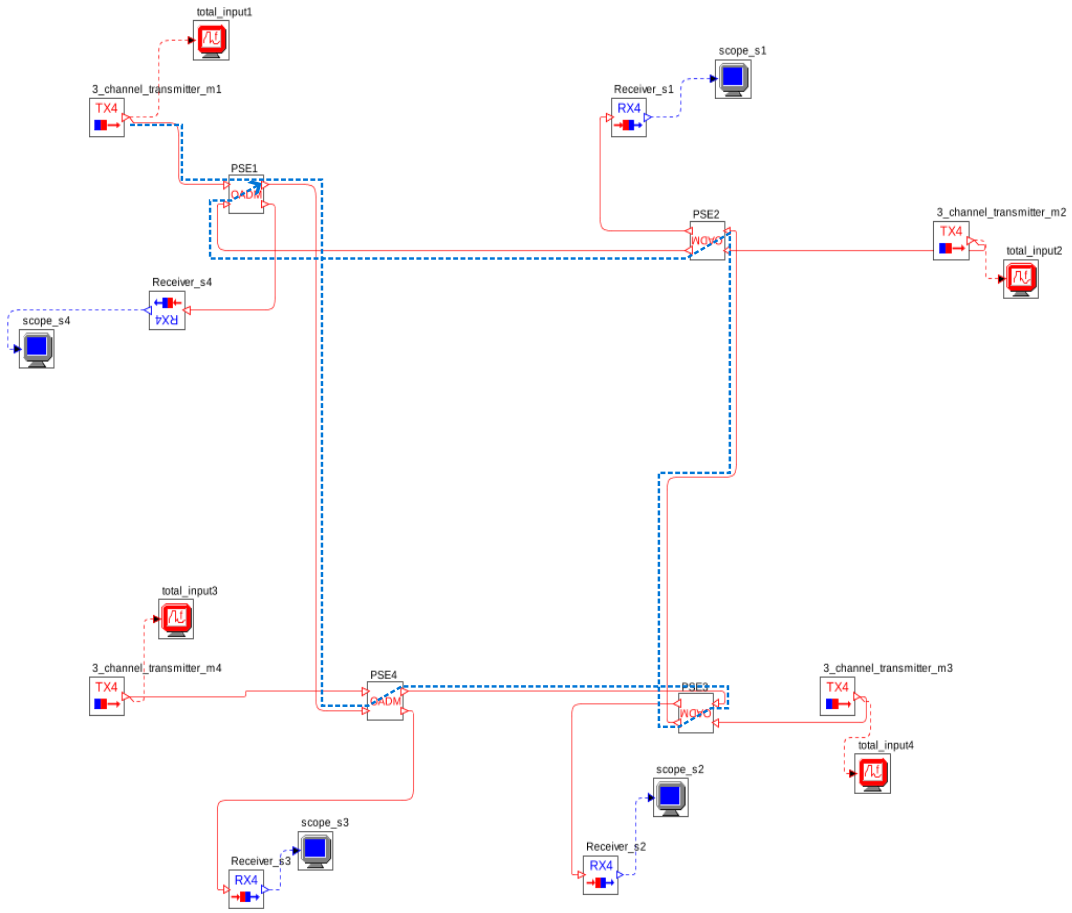 total_input1
scope_s1
3_channel_transmitter_m1
Receiver_s1
TX4
RX4
PSE1
OADM
PSE2
OADM
3_channel_transmitter_m2
TX4
total_input2
Receiver_s4
RX4
scope_s4
total_input3
3_channel_transmitter_m4
TX4
PSE4
OADM
PSE3
OADM
3_channel_transmitter_m3
TX4
total_input4
scope_s2
scope_s3
Receiver_s3
RX4
Receiver_s2
RX4